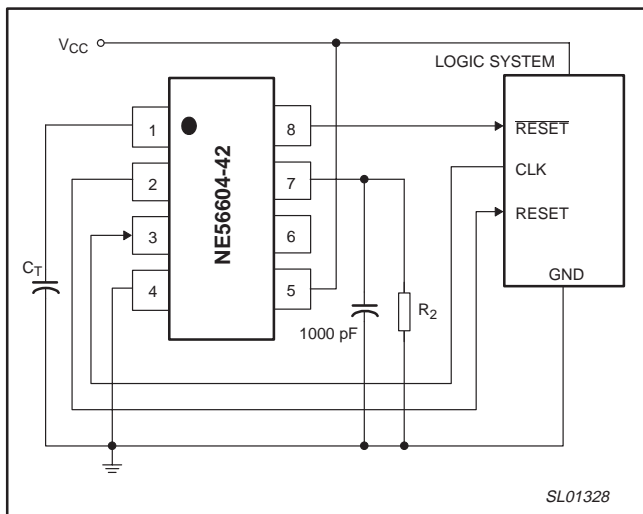 VCC
LOGIC SYSTEM
1
8
RESET
2
7
CLK
NE56604-42
3
6
RESET
CT
4
5
GND
1000 pF
R2
SL01328